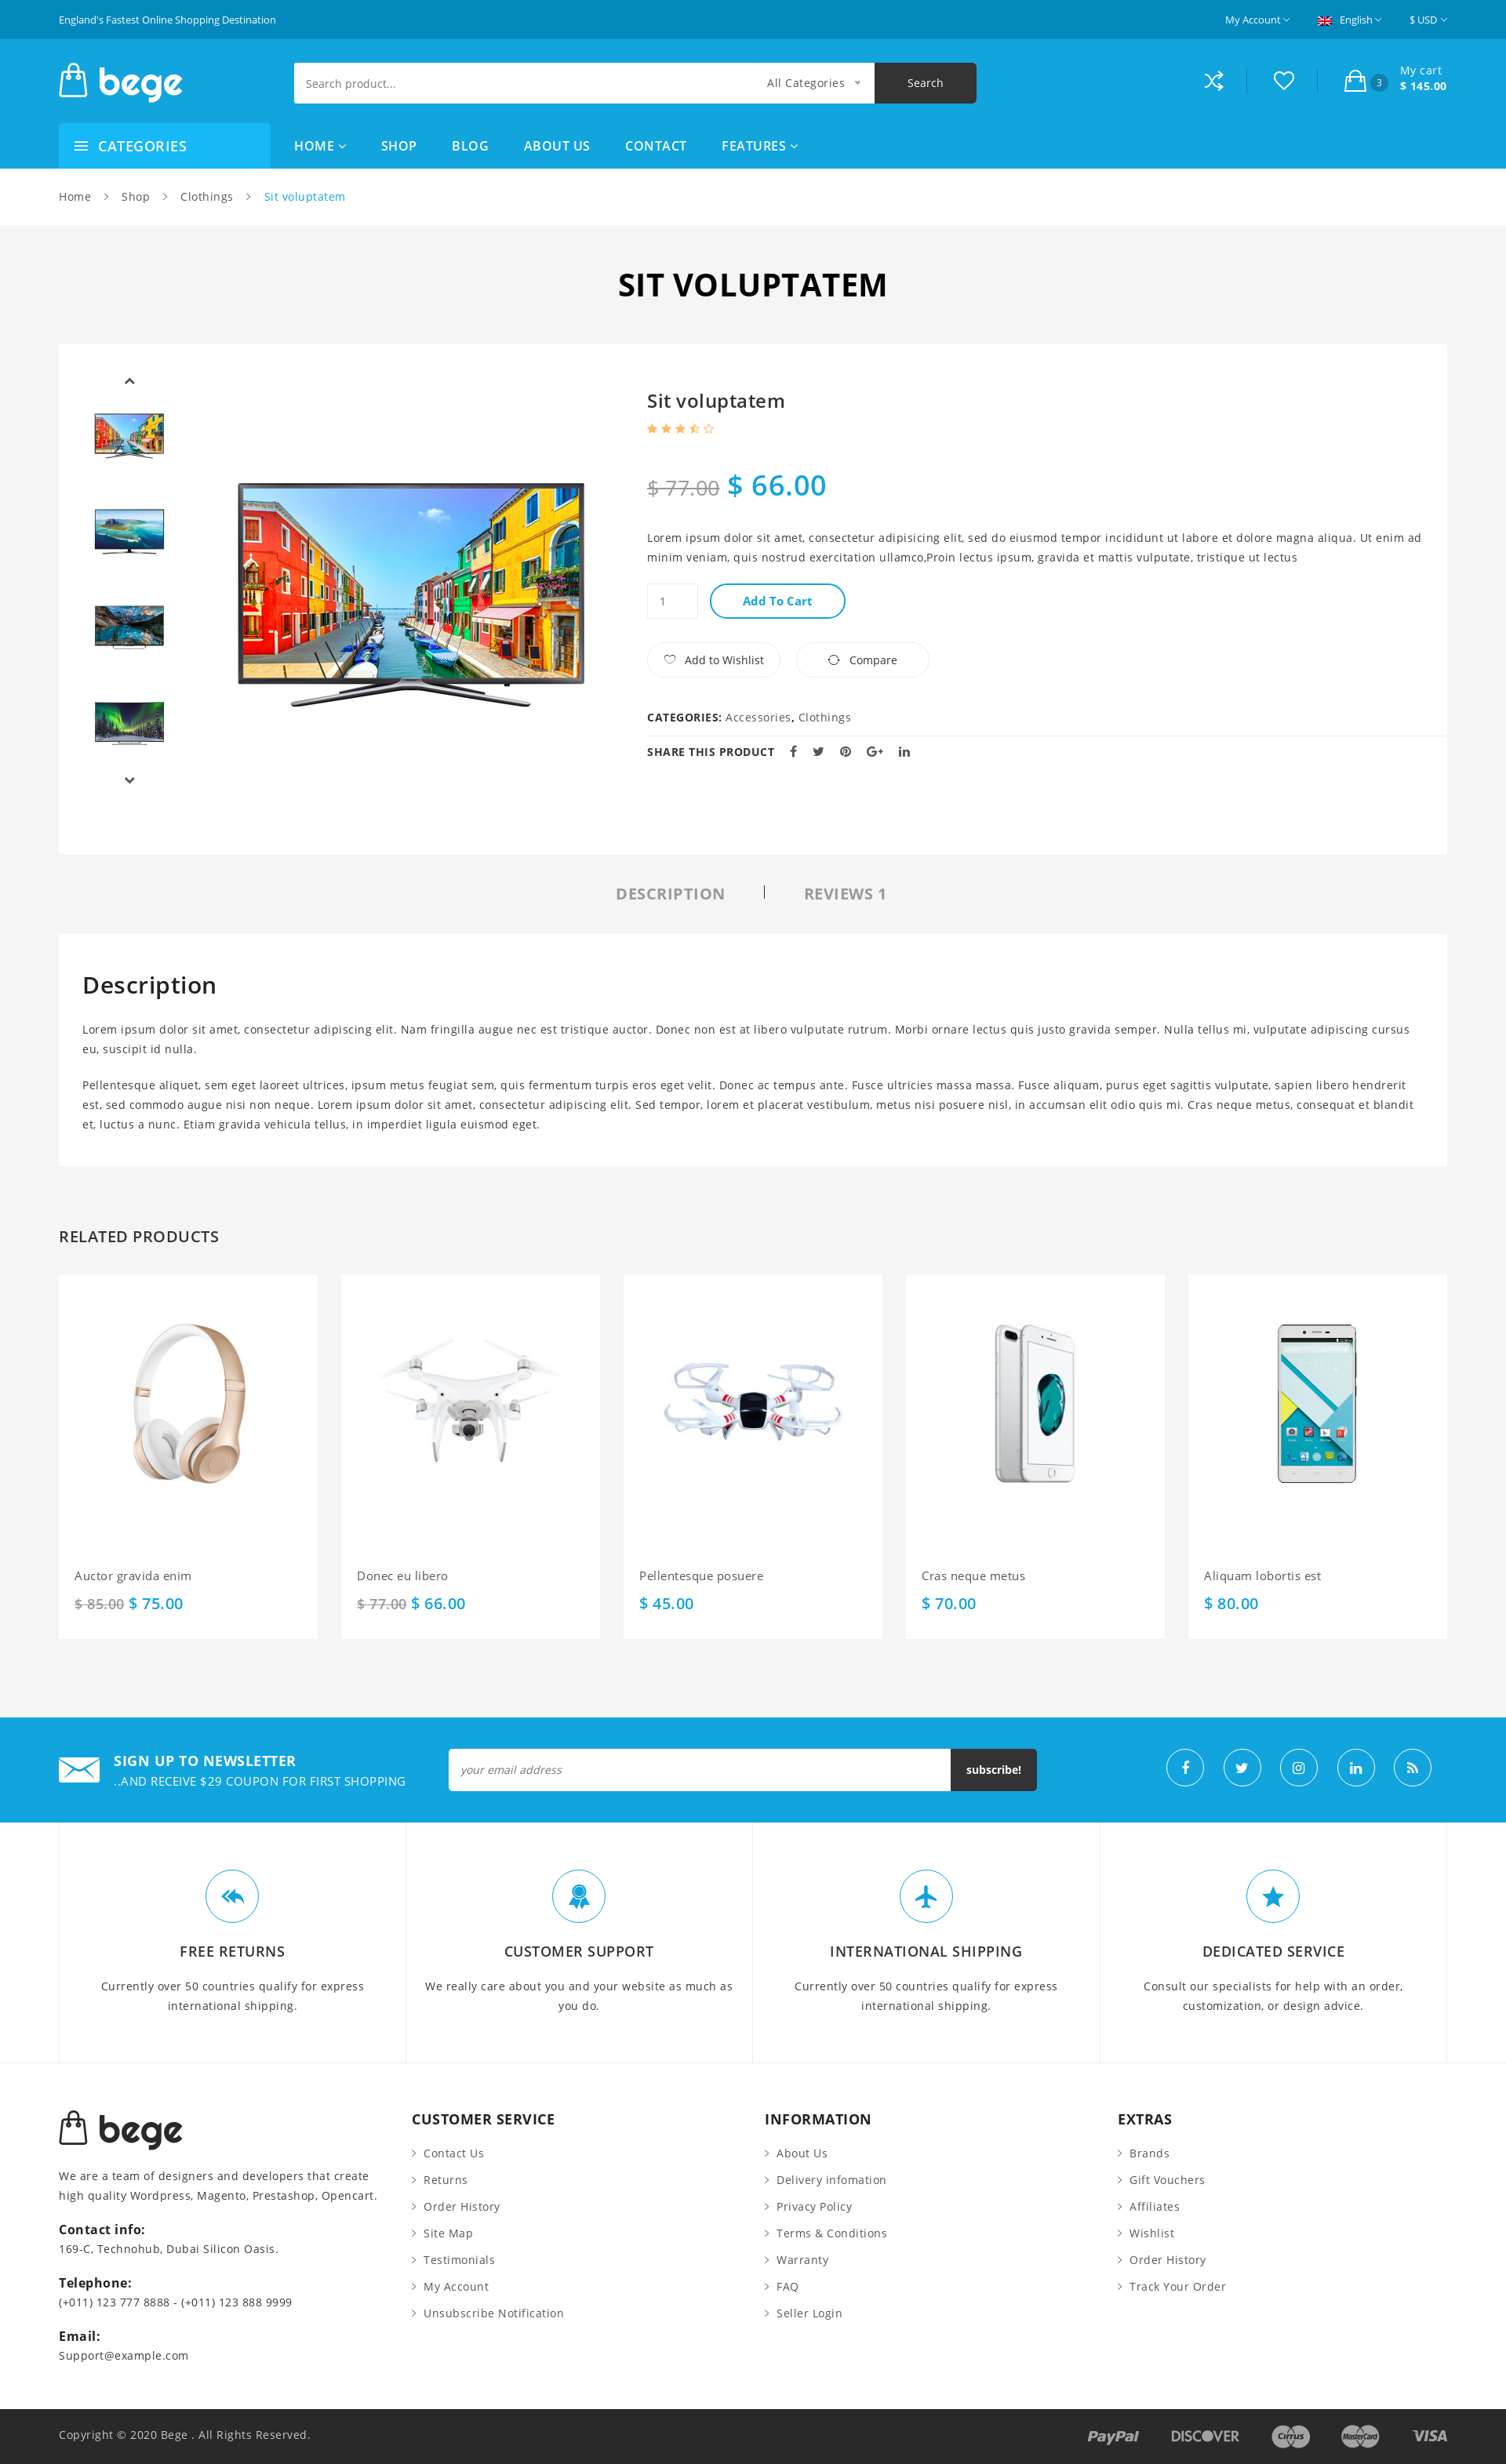 England's Fastest Online Shopping Destination
My Account
English
$ USD
bege
Search product...
All Categories
Search
3
My cart
$ 145.00
CATEGORIES
HOME
SHOP
BLOG
ABOUT US
CONTACT
FEATURES
Home
Shop
Clothings
Sit voluptatem
SIT VOLUPTATEM
Sit voluptatem
$ 77.00 $ 66.00
Lorem ipsum dolor sit amet, consectetur adipisicing elit, sed do eiusmod tempor incididunt ut labore et dolore magna aliqua. Ut enim ad
minim veniam, quis nostrud exercitation ullamco,Proin lectus ipsum, gravida et mattis vulputate, tristique ut lectus
1
Add To Cart
Add to Wishlist
Compare
CATEGORIES: Accessories, Clothings
SHARE THIS PRODUCT
DESCRIPTION
REVIEWS 1
Description
Lorem ipsum dolor sit amet, consectetur adipiscing elit. Nam fringilla augue nec est tristique auctor. Donec non est at libero vulputate rutrum. Morbi ornare lectus quis justo gravida semper. Nulla tellus mi, vulputate adipiscing cursus
eu, suscipit id nulla.
Pellentesque aliquet, sem eget laoreet ultrices, ipsum metus feugiat sem, quis fermentum turpis eros eget velit. Donec ac tempus ante. Fusce ultricies massa massa. Fusce aliquam, purus eget sagittis vulputate, sapien libero hendrerit
est, sed commodo augue nisi non neque. Lorem ipsum dolor sit amet, consectetur adipiscing elit. Sed tempor, lorem et placerat vestibulum, metus nisi posuere nisl, in accumsan elit odio quis mi. Cras neque metus, consequat et blandit
et, luctus a nunc. Etiam gravida vehicula tellus, in imperdiet ligula euismod eget.
RELATED PRODUCTS
Auctor gravida enim
$ 85.00 $ 75.00
Donec eu libero
$ 77.00 $ 66.00
Pellentesque posuere
$ 45.00
Cras neque metus
$ 70.00
Aliquam lobortis est
$ 80.00
SIGN UP TO NEWSLETTER
..AND RECEIVE $29 COUPON FOR FIRST SHOPPING
your email address
subscribe!
FREE RETURNS
Currently over 50 countries qualify for express
international shipping.
CUSTOMER SUPPORT
We really care about you and your website as much as
you do.
INTERNATIONAL SHIPPING
Currently over 50 countries qualify for express
international shipping.
DEDICATED SERVICE
Consult our specialists for help with an order,
customization, or design advice.
bege
We are a team of designers and developers that create
high quality Wordpress, Magento, Prestashop, Opencart.
Contact info:
169-C, Technohub, Dubai Silicon Oasis.
Telephone:
(+011) 123 777 8888 - (+011) 123 888 9999
Email:
Support@example.com
CUSTOMER SERVICE
Contact Us
Returns
Order History
Site Map
Testimonials
My Account
Unsubscribe Notification
INFORMATION
About Us
Delivery infomation
Privacy Policy
Terms & Conditions
Warranty
FAQ
Seller Login
EXTRAS
Brands
Gift Vouchers
Affiliates
Wishlist
Order History
Track Your Order
Copyright © 2020 Bege . All Rights Reserved.
PayPal
DISCOVER
Cirrus
MasterCard
VISA